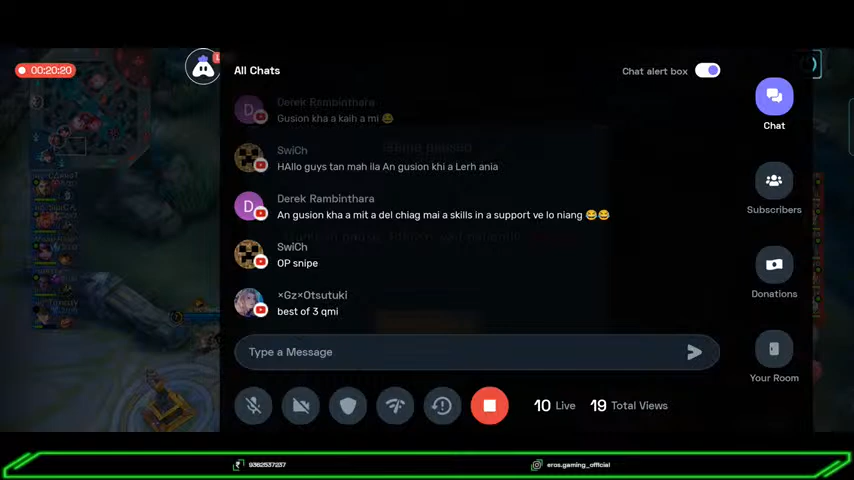 00:20:20
All Chats
Chat alert box
Derek Rambinthara
Gusion kha a kaih a mi 😂
SwiCh
HAllo guys tan mah ila An gusion khi a Lerh ania
Derek Rambinthara
An gusion kha a mit a del chiag mai a skills in a support ve lo niang 😂😂
SwiCh
OP snipe
×Gz×Otsutuki
best of 3 qmi
Type a Message
10 Live 19 Total Views
Chat
Subscribers
Donations
Your Room
9362537237
eros.gaming_official